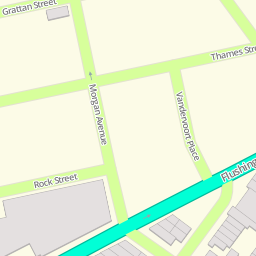 Grattan Street
Thames Stre
Morgan Avenue
Vandervoort Place
Rock Street
Flushing